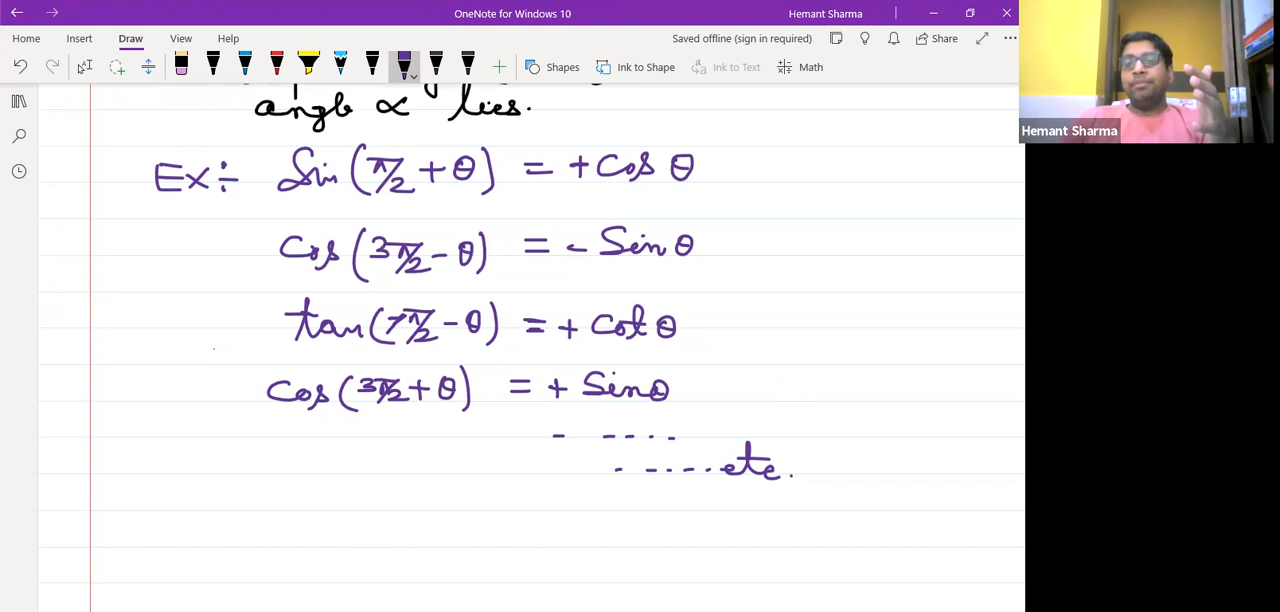 OneNote for Windows 10
Hemant Sharma
Home Insert Draw View Help
Saved offline (sign in required)
Share
Shapes
Ink to Shape
Ink to Text
Math
Hemant Sharma
angle ∝ lies.
Ex:- Sin(π/2 + θ) = + Cos θ
Cos(3π/2 - θ) = - Sin θ
tan(7π/2 - θ) = + Cot θ
Cos(3π/2 + θ) = + Sin θ
- ----
- -----etc.